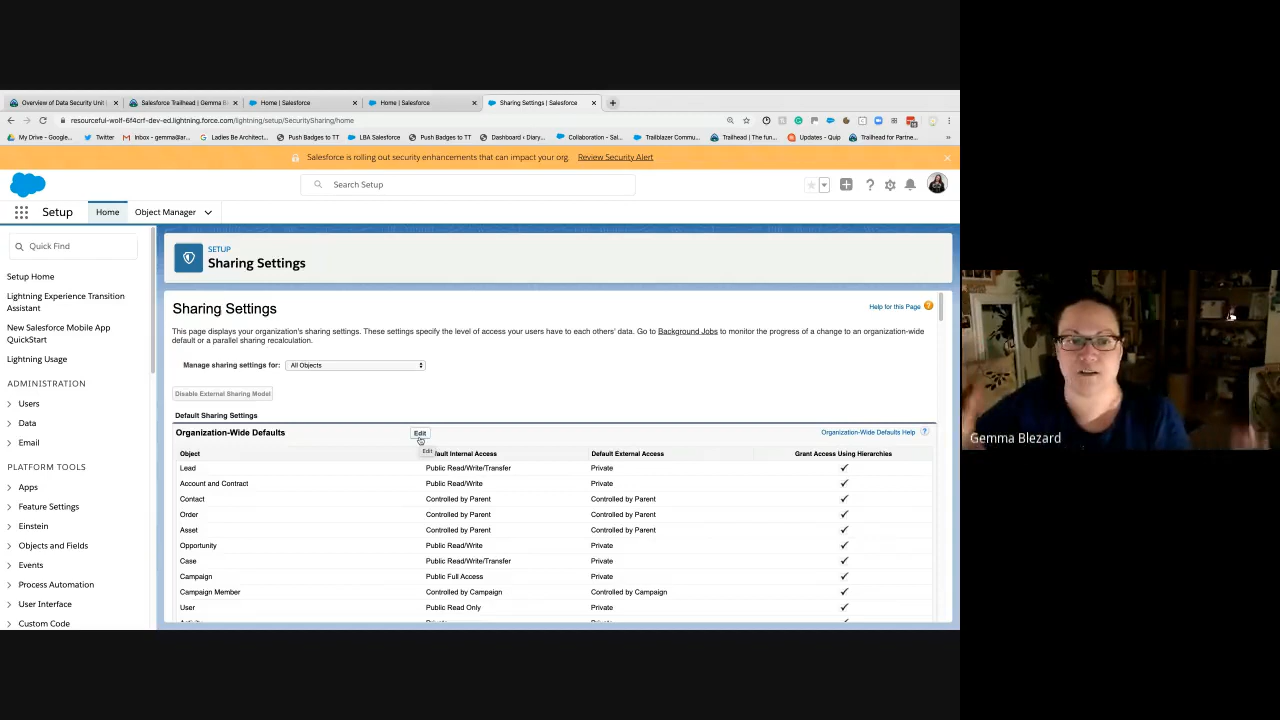 Overview of Data Security Unit
Salesforce Trailhead | Gemma B
Home | Salesforce
Home | Salesforce
Sharing Settings | Salesforce
resourceful-wolf-6f4crf-dev-ed.lightning.force.com/lightning/setup/SecuritySharing/home
My Drive - Google...
Twitter
Inbox - gemma@ar...
Ladies Be Architect...
Push Badges to TT
LBA Salesforce
Push Badges to TT
Dashboard ‹ Diary...
Collaboration - Sal...
Trailblazer Commu...
Trailhead | The fun...
Updates - Quip
Trailhead for Partne...
»
Salesforce is rolling out security enhancements that can impact your org. Review Security Alert
Search Setup
Setup
Home
Object Manager
Quick Find
Setup Home
Lightning Experience Transition
Assistant
New Salesforce Mobile App
QuickStart
Lightning Usage
ADMINISTRATION
Users
Data
Email
PLATFORM TOOLS
Apps
Feature Settings
Einstein
Objects and Fields
Events
Process Automation
User Interface
Custom Code
SETUP
Sharing Settings
Sharing Settings
Help for this Page
This page displays your organization's sharing settings. These settings specify the level of access your users have to each others' data. Go to Background Jobs to monitor the progress of a change to an organization-wide
default or a parallel sharing recalculation.
Manage sharing settings for: All Objects
Disable External Sharing Model
Default Sharing Settings
Organization-Wide Defaults Edit Organization-Wide Defaults Help ?
Edit
Object Default Internal Access Default External Access Grant Access Using Hierarchies
Lead Public Read/Write/Transfer Private ✓
Account and Contract Public Read/Write Private ✓
Contact Controlled by Parent Controlled by Parent ✓
Order Controlled by Parent Controlled by Parent ✓
Asset Controlled by Parent Controlled by Parent ✓
Opportunity Public Read/Write Private ✓
Case Public Read/Write/Transfer Private ✓
Campaign Public Full Access Private ✓
Campaign Member Controlled by Campaign Controlled by Campaign ✓
User Public Read Only Private ✓
Gemma Blezard